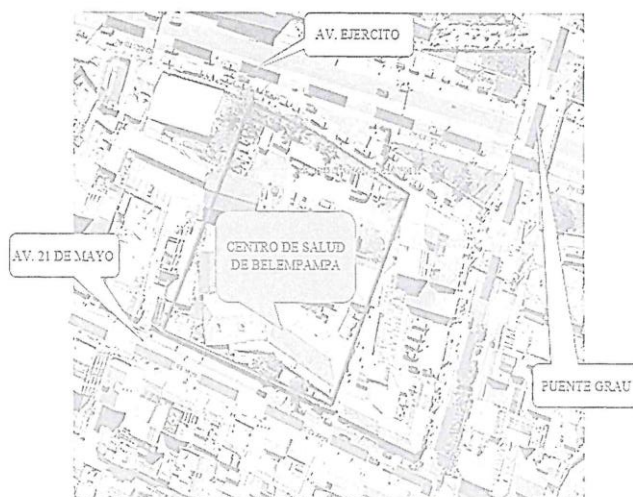 AV. EJERCITO
CENTRO DE SALUD
DE BELEMPAMPA
AV. 21 DE MAYO
PUENTE GRAU